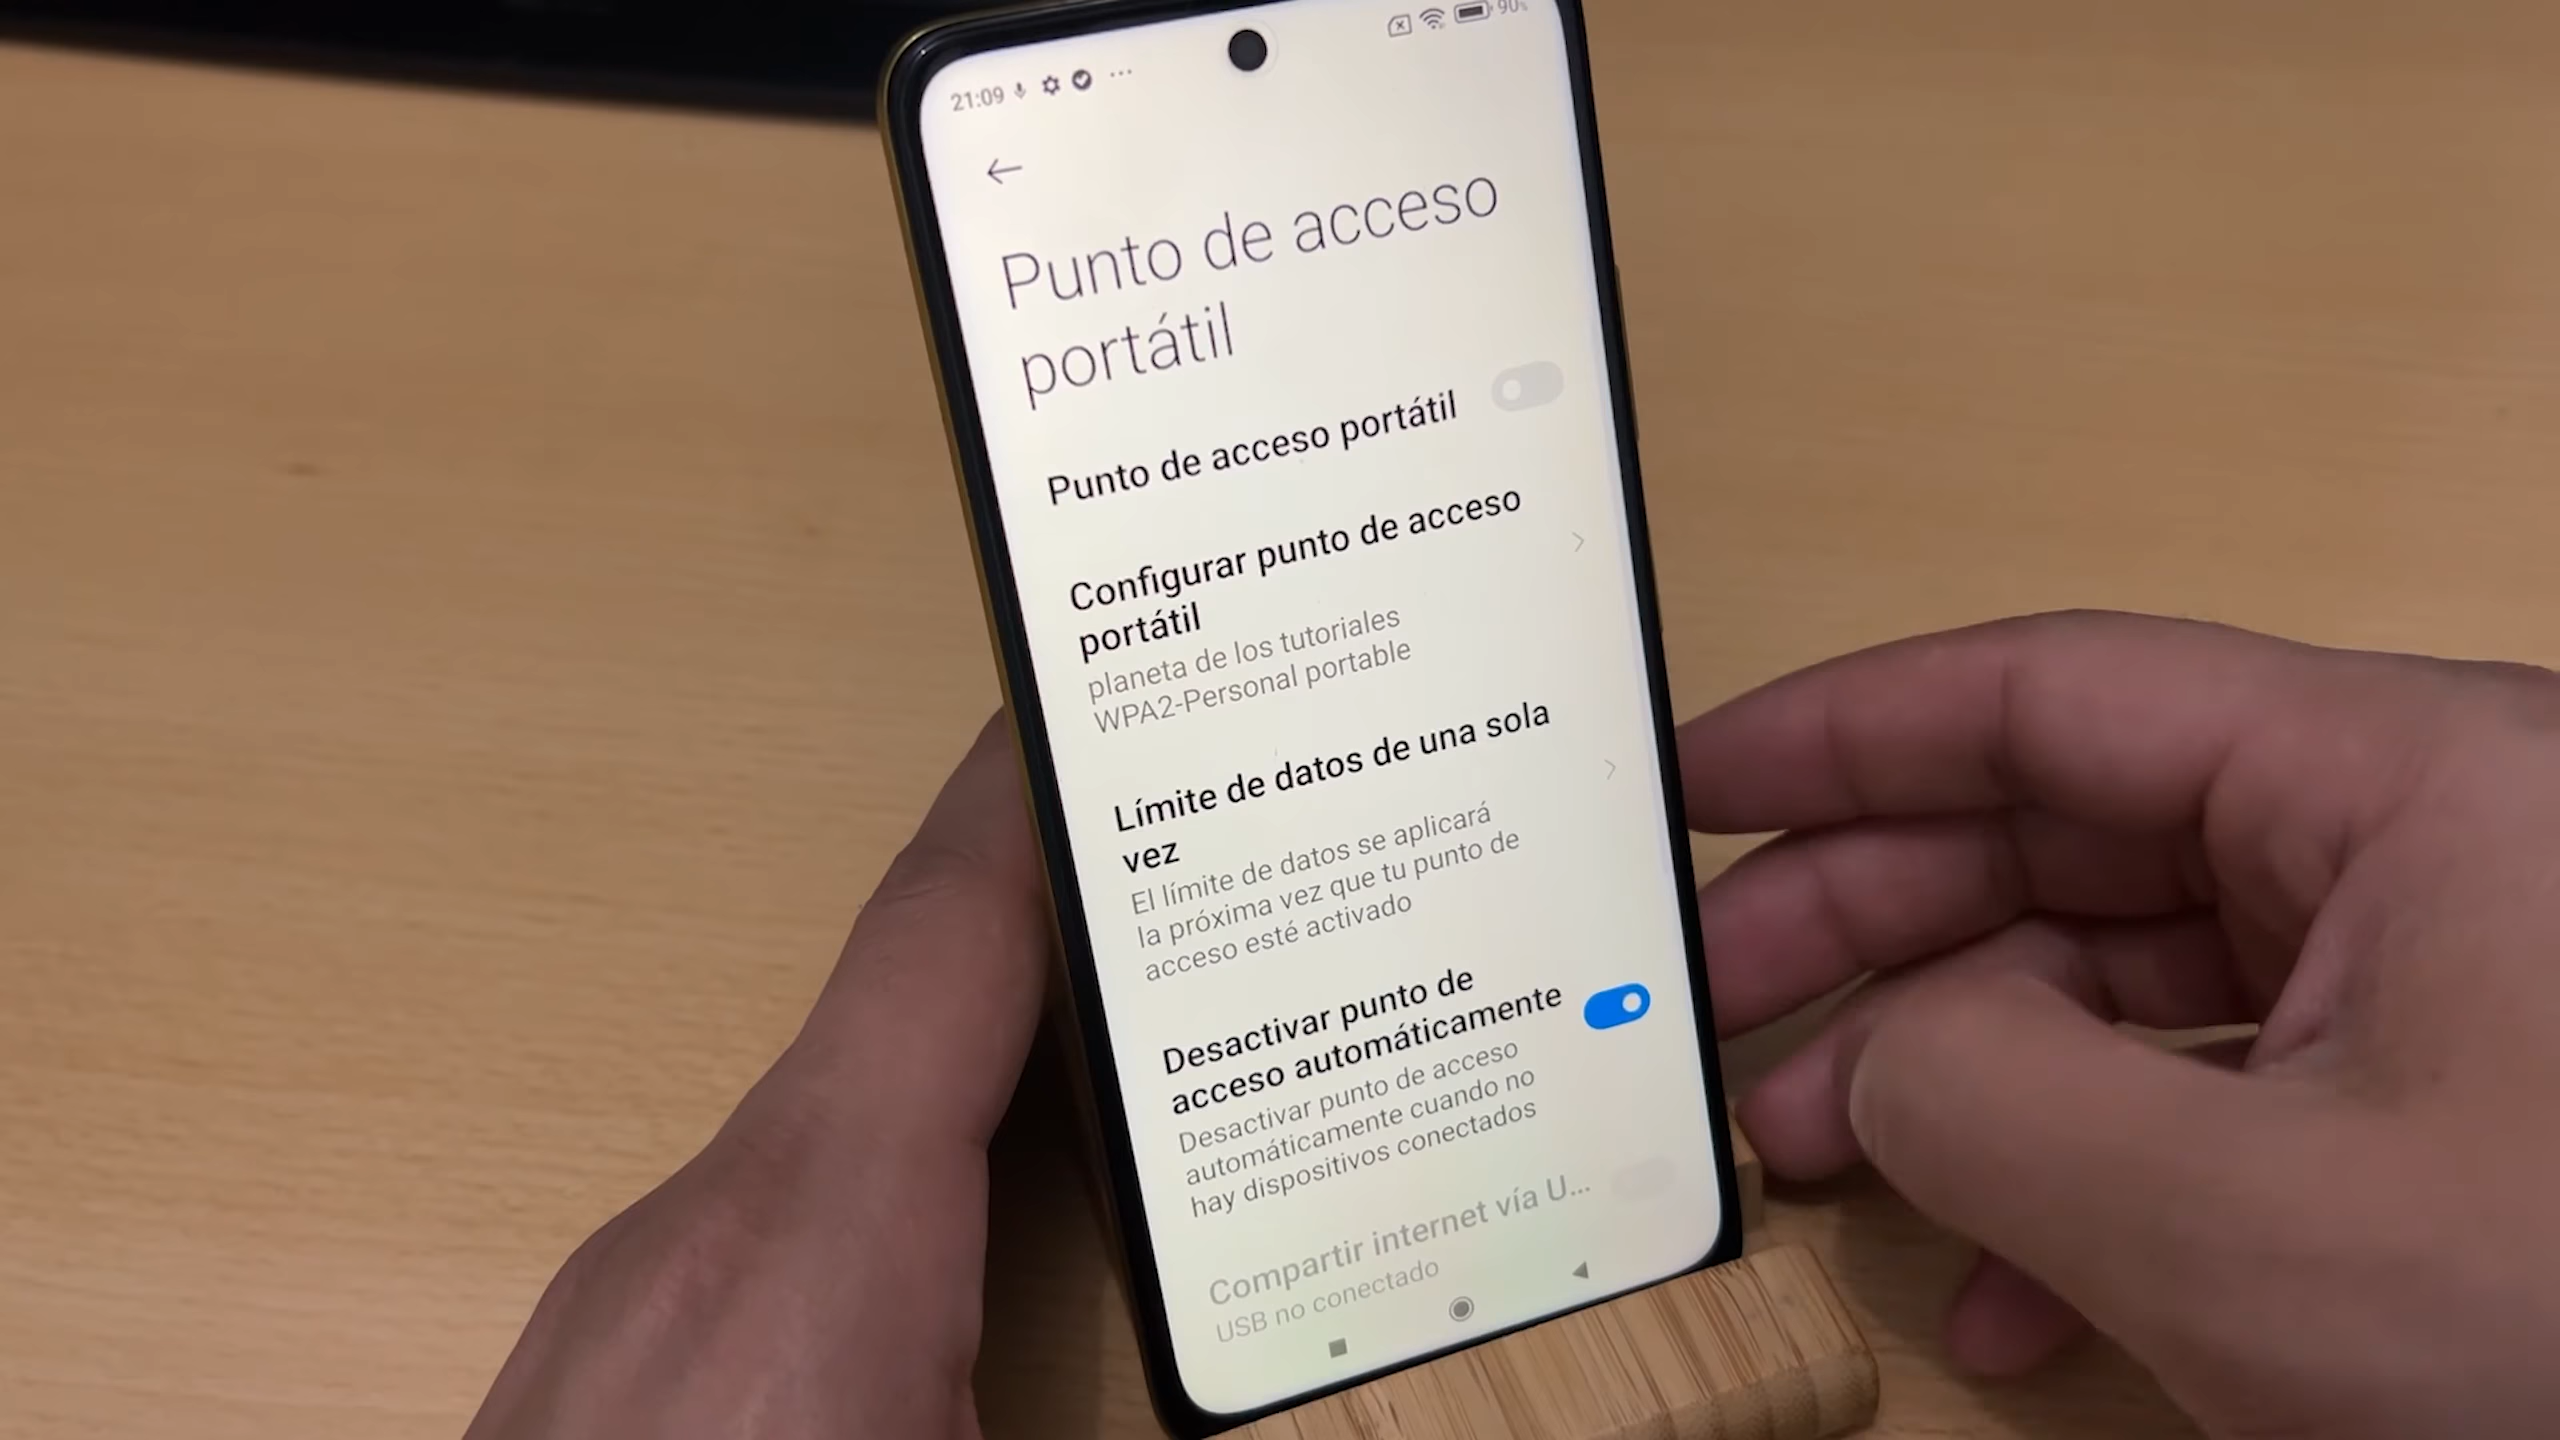 21:09
90%
Punto de acceso
portátil
Punto de acceso portátil
Configurar punto de acceso
portátil
planeta de los tutoriales
WPA2-Personal portable
Límite de datos de una sola
vez
El límite de datos se aplicará
la próxima vez que tu punto de
acceso esté activado
Desactivar punto de
acceso automáticamente
Desactivar punto de acceso
automáticamente cuando no
hay dispositivos conectados
Compartir internet vía U...
USB no conectado